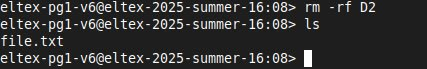 eltex-pg1-v6@eltex-2025-summer-16:08> rm -rf D2
eltex-pg1-v6@eltex-2025-summer-16:08> ls
file.txt
eltex-pg1-v6@eltex-2025-summer-16:08>